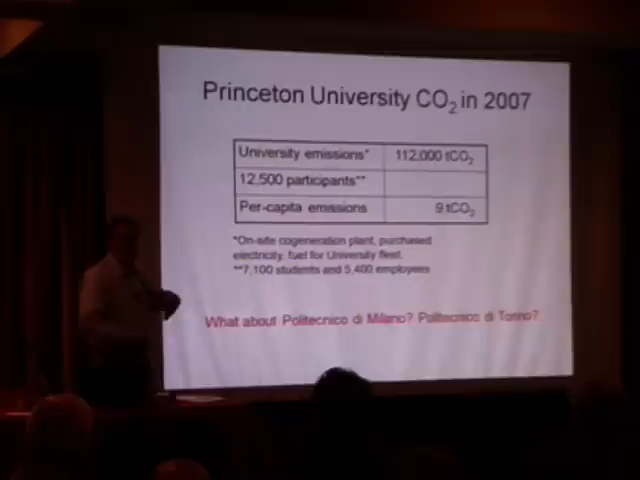 Princeton University CO₂ in 2007
University emissions* 112,000 tCO₂
12,500 participants**
Per-capita emissions 9 tCO₂
*On-site cogeneration plant, purchased
electricity, fuel for University fleet.
**7,100 students and 5,400 employees
What about Politecnico di Milano? Politecnico di Torino?